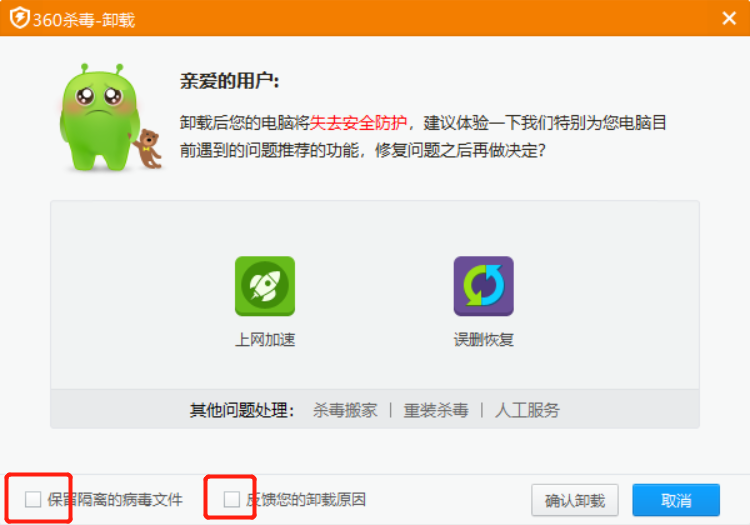 360杀毒-卸载
亲爱的用户:
卸载后您的电脑将失去安全防护，建议体验一下我们特别为您电脑目
前遇到的问题推荐的功能，修复问题之后再做决定？
上网加速
误删恢复
其他问题处理： 杀毒搬家 | 重装杀毒 | 人工服务
保留隔离的病毒文件 反馈您的卸载原因 确认卸载 取消